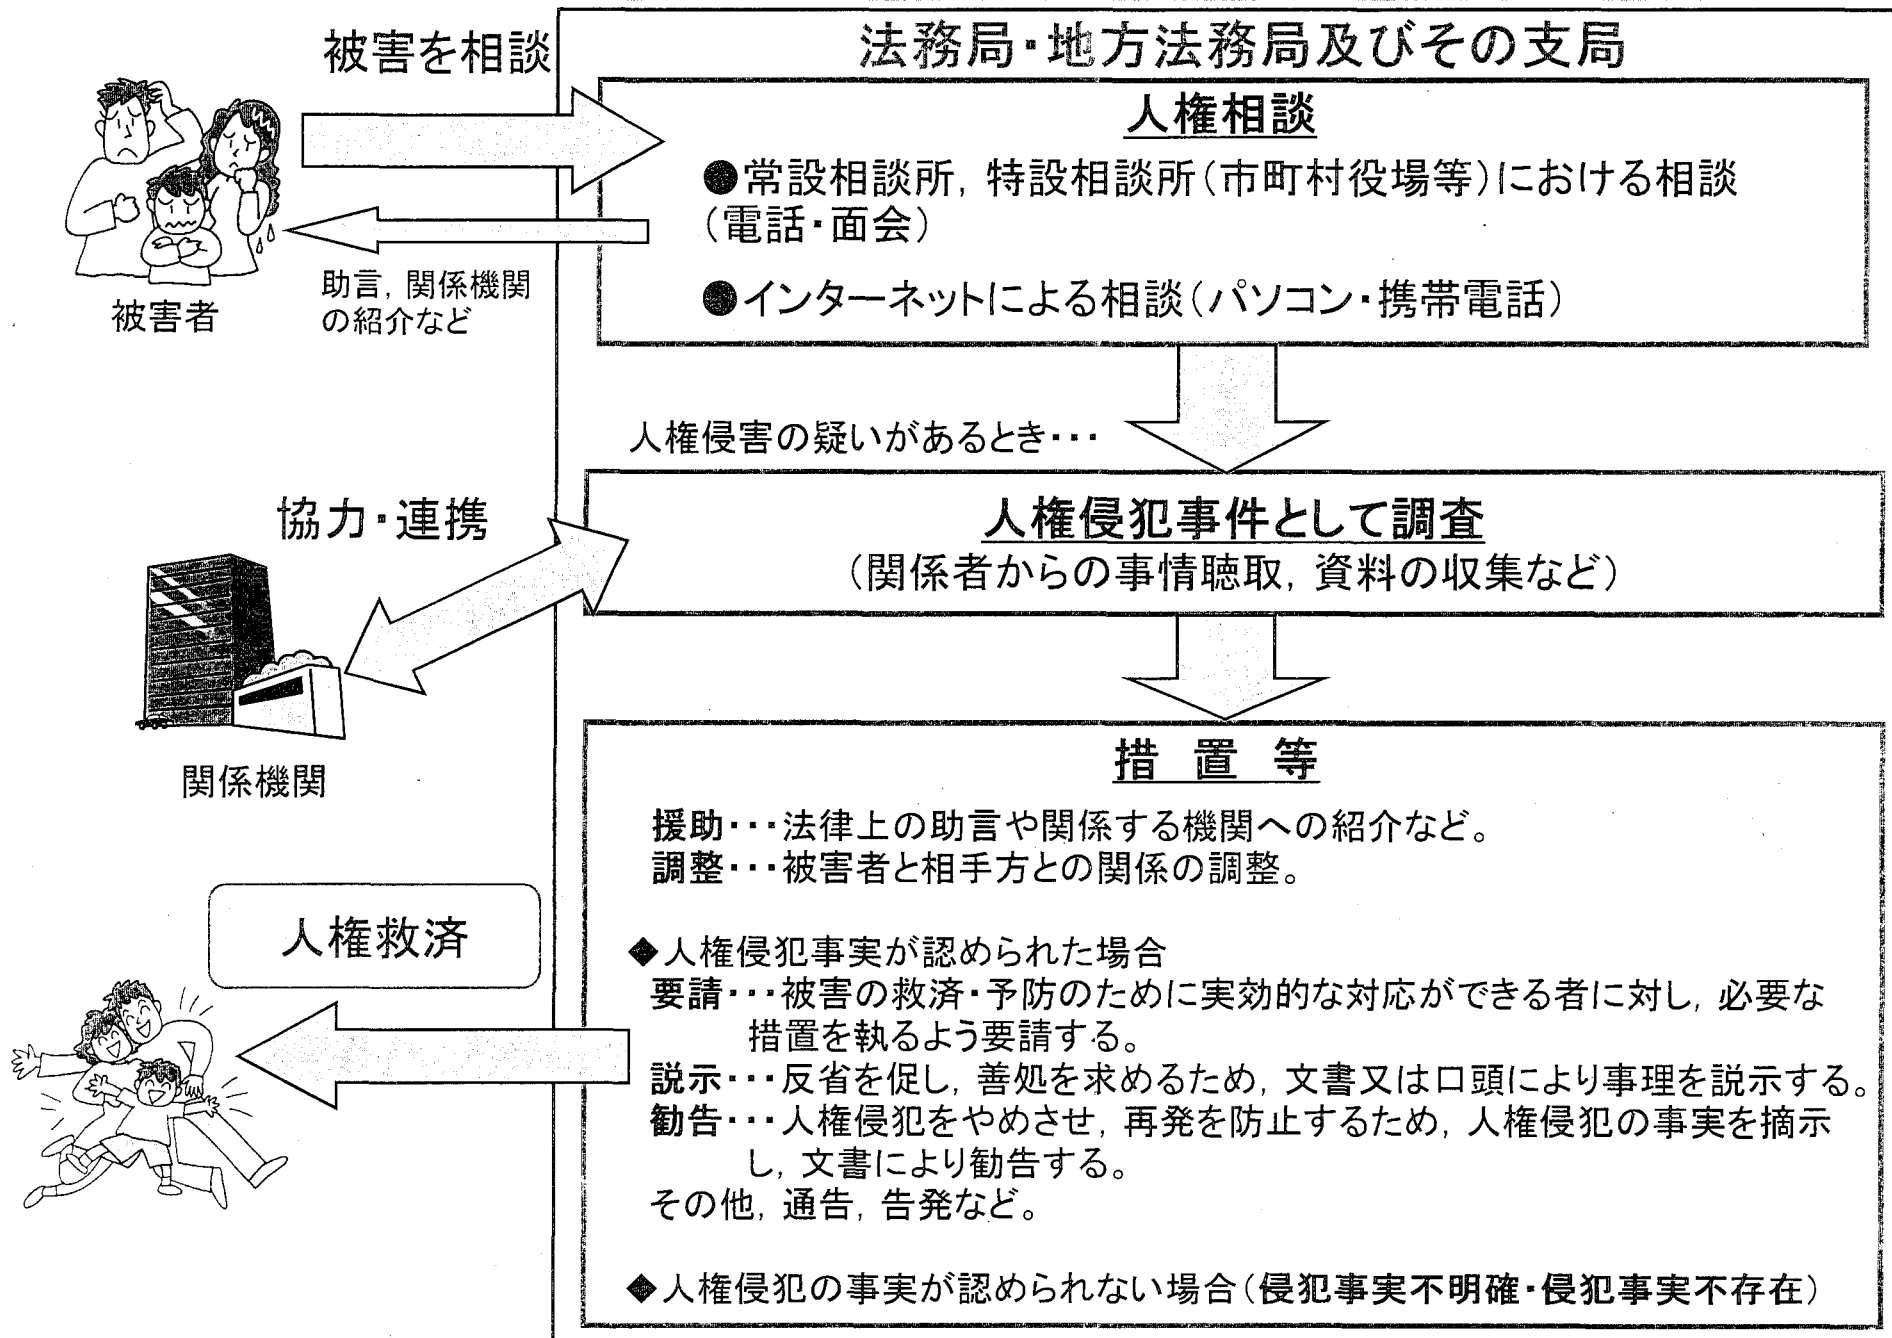 被害を相談
法務局・地方法務局及びその支局
人権相談
●常設相談所，特設相談所（市町村役場等）における相談
（電話・面会）
●インターネットによる相談（パソコン・携帯電話）
助言，関係機関
の紹介など
被害者
人権侵害の疑いがあるとき・・・
協力・連携
人権侵犯事件として調査
（関係者からの事情聴取，資料の収集など）
関係機関
措 置 等
援助・・・法律上の助言や関係する機関への紹介など。
調整・・・被害者と相手方との関係の調整。
人権救済
◆人権侵犯事実が認められた場合
要請・・・被害の救済・予防のために実効的な対応ができる者に対し，必要な
措置を執るよう要請する。
説示・・・反省を促し，善処を求めるため，文書又は口頭により事理を説示する。
勧告・・・人権侵犯をやめさせ，再発を防止するため，人権侵犯の事実を摘示
し，文書により勧告する。
その他，通告，告発など。
◆人権侵犯の事実が認められない場合（侵犯事実不明確・侵犯事実不存在）